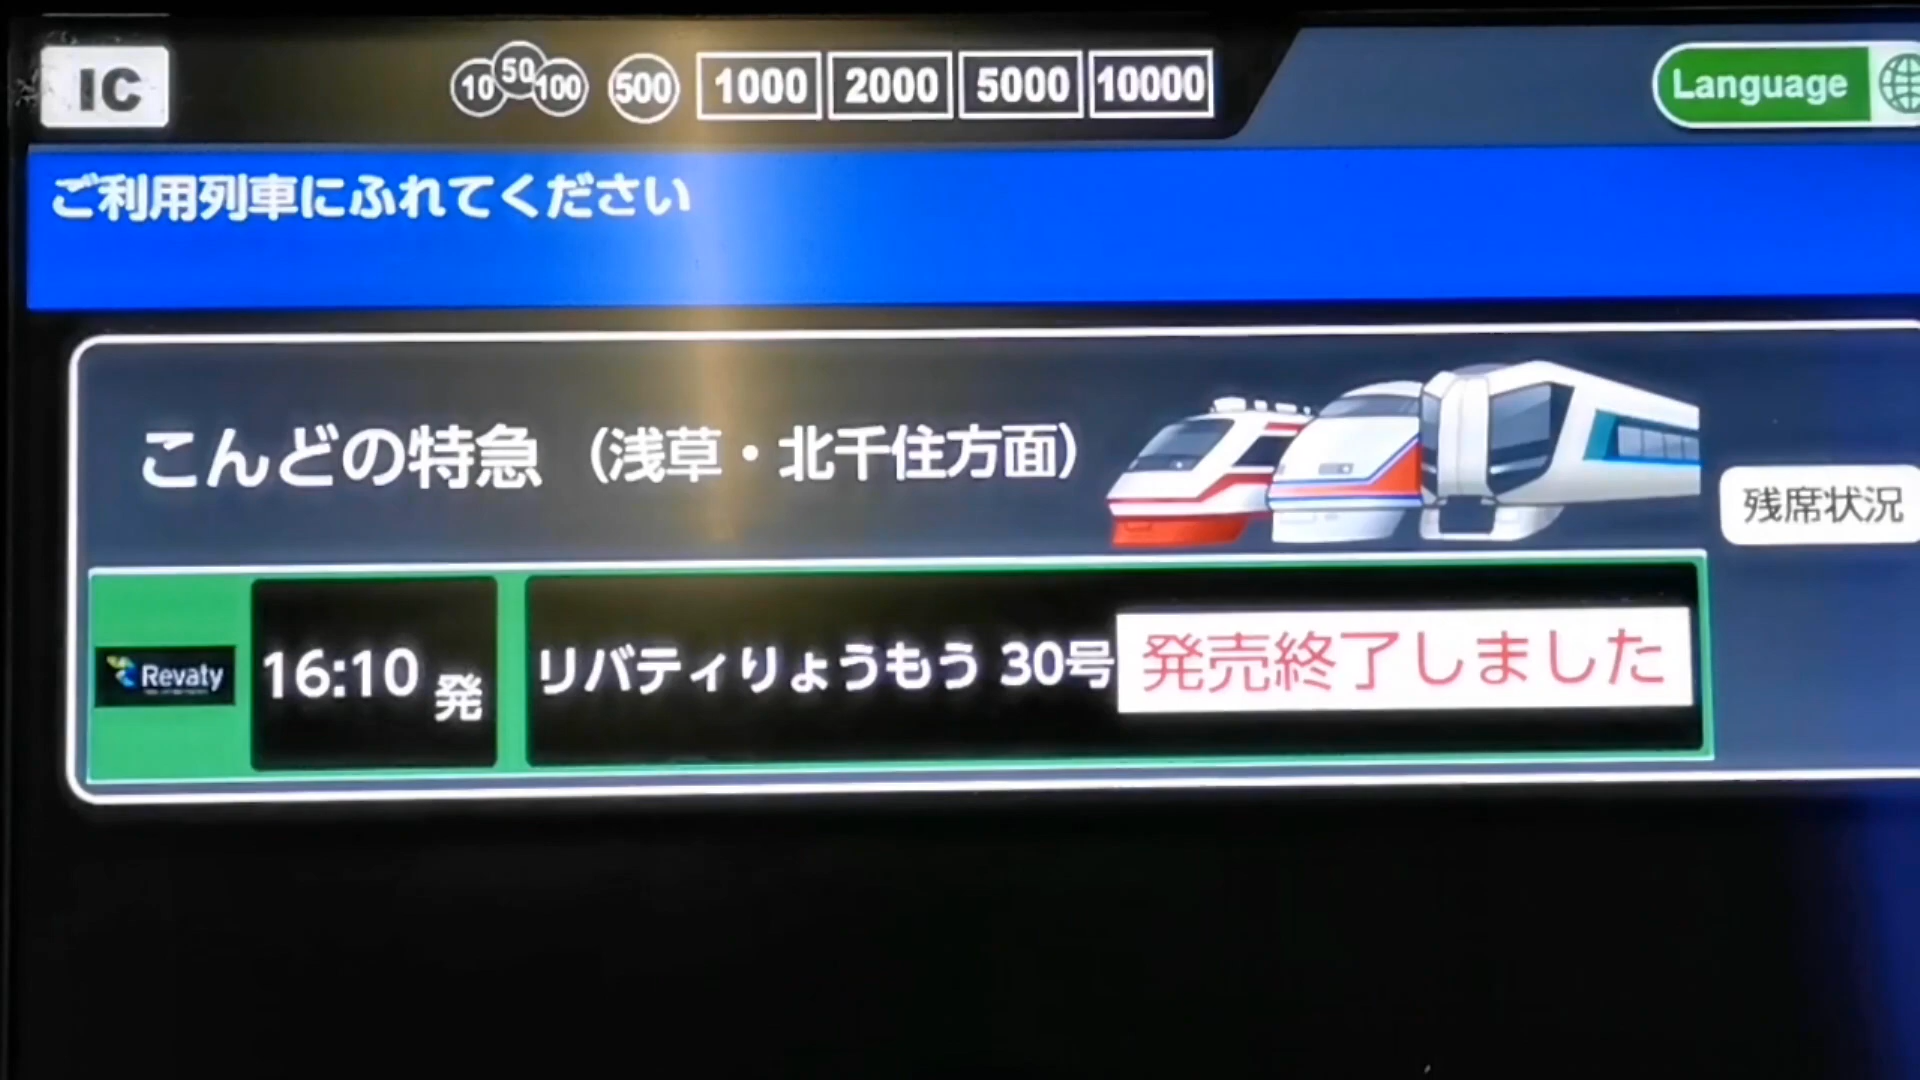 IC
10 50 100 500 1000 2000 5000 10000
Language
ご利用列車にふれてください
こんどの特急 (浅草・北千住方面)
残席状況
Revaty 16:10 発 リバティりょうもう 30号 発売終了しました